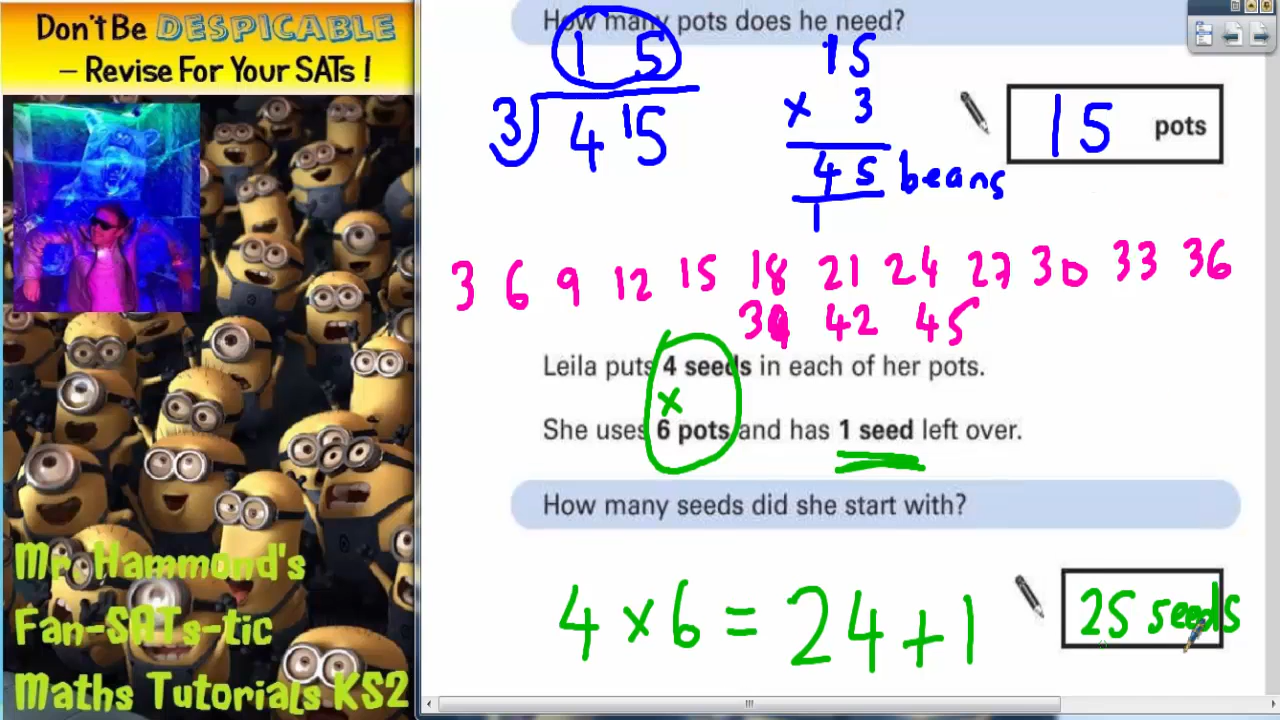 Don't Be DESPICABLE
– Revise For Your SATs !
How many pots does he need?
1 5
3 4 15
15
x 3
45 beans
1
15 pots
3 6 9 12 15 18 21 24 27 30 33 36
39 42 45
Leila puts 4 seeds in each of her pots.
x
She uses 6 pots and has 1 seed left over.
How many seeds did she start with?
4 x 6 = 24 + 1
25 seeds
Mr. Hammond's
Fan-SATs-tic
Maths Tutorials KS2